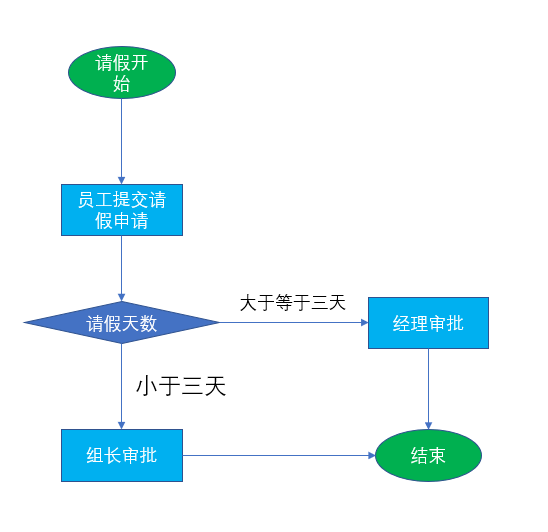 请假开
始
员工提交请
假申请
大于等于三天
请假天数
经理审批
小于三天
组长审批
结束